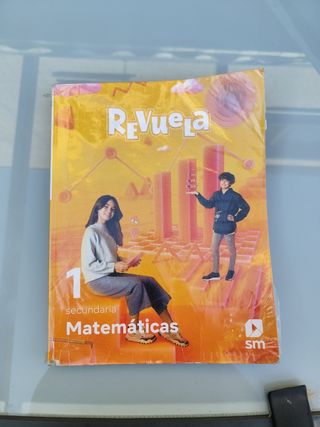 REVUELA
1
secundaria
Matemáticas
sm